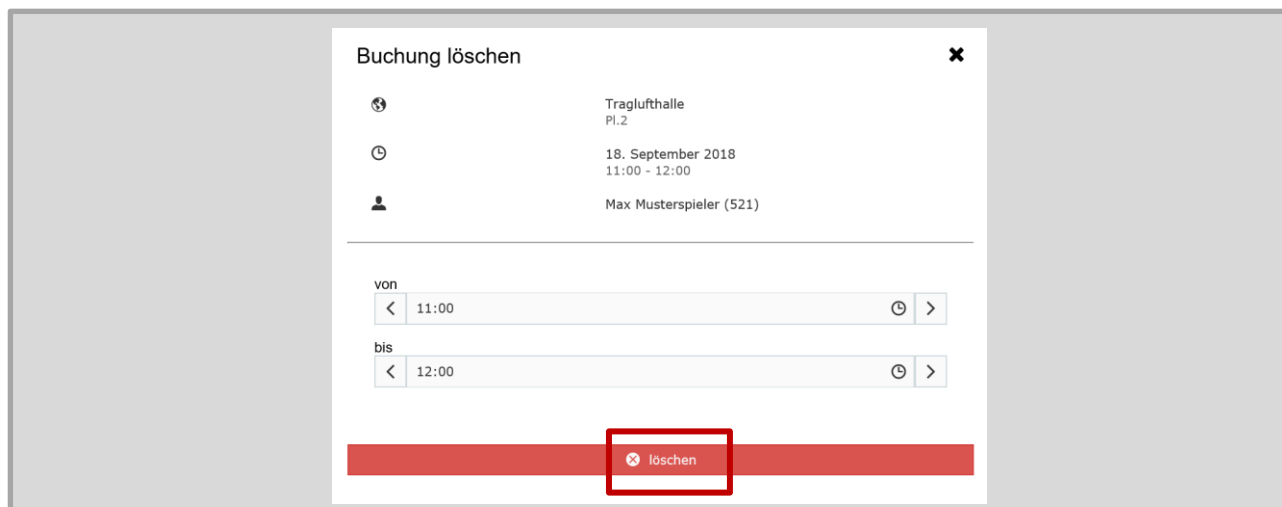 Buchung löschen
Traglufthalle
Pl.2
18. September 2018
11:00 - 12:00
Max Musterspieler (521)
von
11:00
bis
12:00
löschen